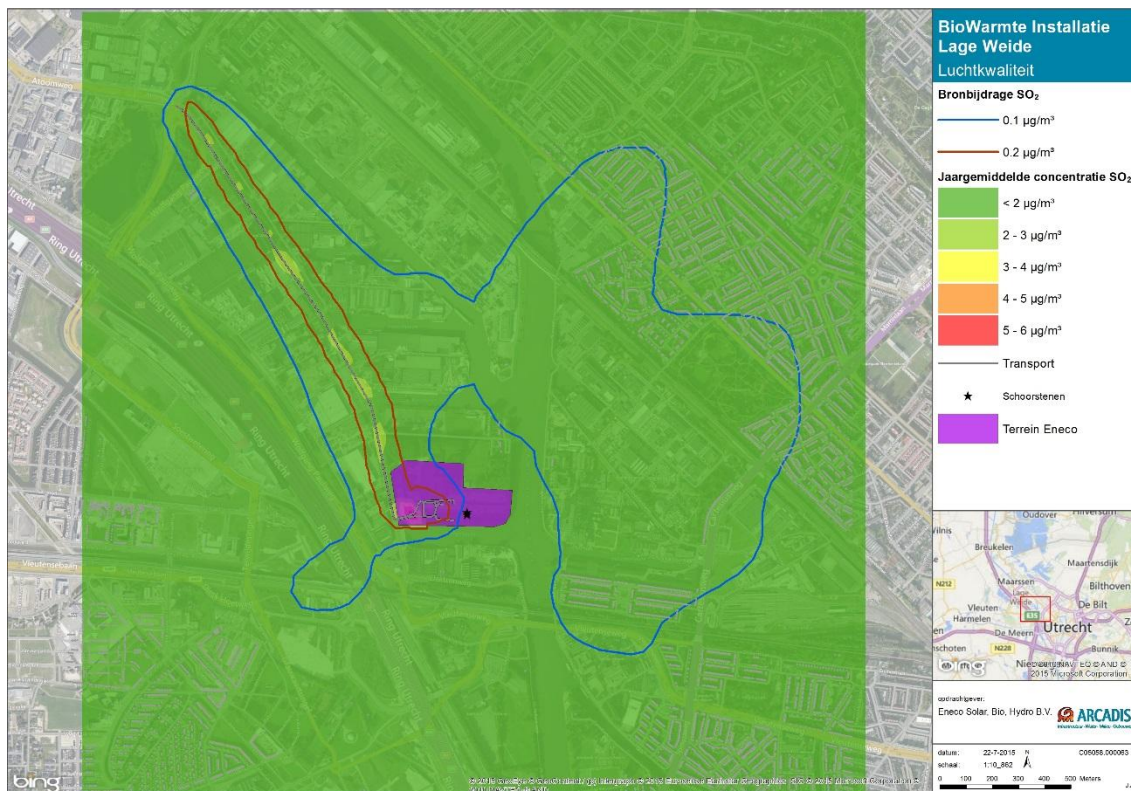 BioWarmte Installatie
Lage Weide
Luchtkwaliteit
Bronbijdrage SO₂
0.1 µg/m³
0.2 µg/m³
Jaargemiddelde concentratie SO₂
< 2 µg/m³
2 - 3 µg/m³
3 - 4 µg/m³
4 - 5 µg/m³
5 - 6 µg/m³
Transport
Schoorstenen
Terrein Eneco
Ring Utrecht
Ring Utrecht
Ring Utrecht
Vleutensebaan
bing
Oudover
Hilversum
Vilnis
Breukelen
Maartensdijk
N212
Maarssen
Lage
Weide
Bilthoven
Vleuten
De Bilt
Harmelen
Utrecht
De Meern
N228
Bunnik
bing
2015 Microsoft Corporation
opdrachtgever:
Eneco Solar, Bio, Hydro B.V.
ARCADIS
datum: 22-7-2015
N
schaal: 1:10_862
0 100 200 300 400 500 Meters